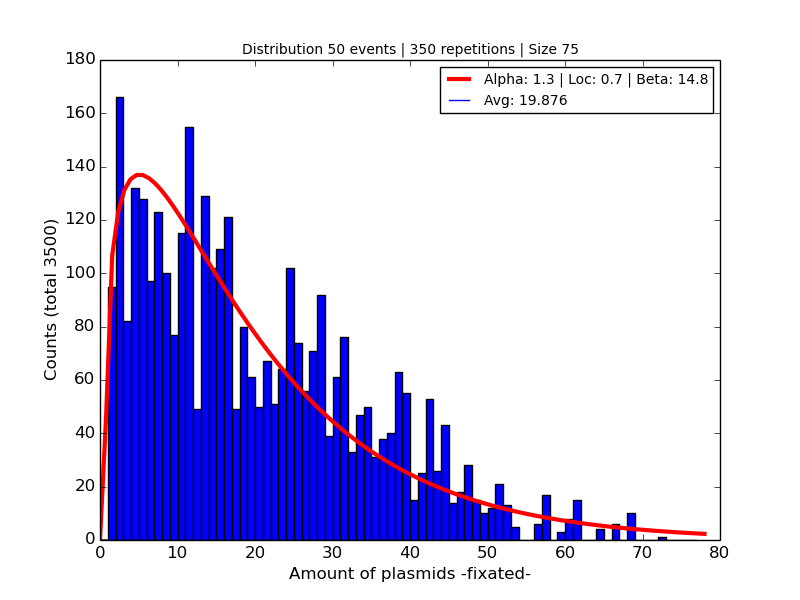 Distribution 50 events | 350 repetitions | Size 75
Alpha: 1.3 | Loc: 0.7 | Beta: 14.8
Avg: 19.876
180
160
140
120
100
80
60
40
20
0
Counts (total 3500)
0 10 20 30 40 50 60 70 80
Amount of plasmids -fixated-